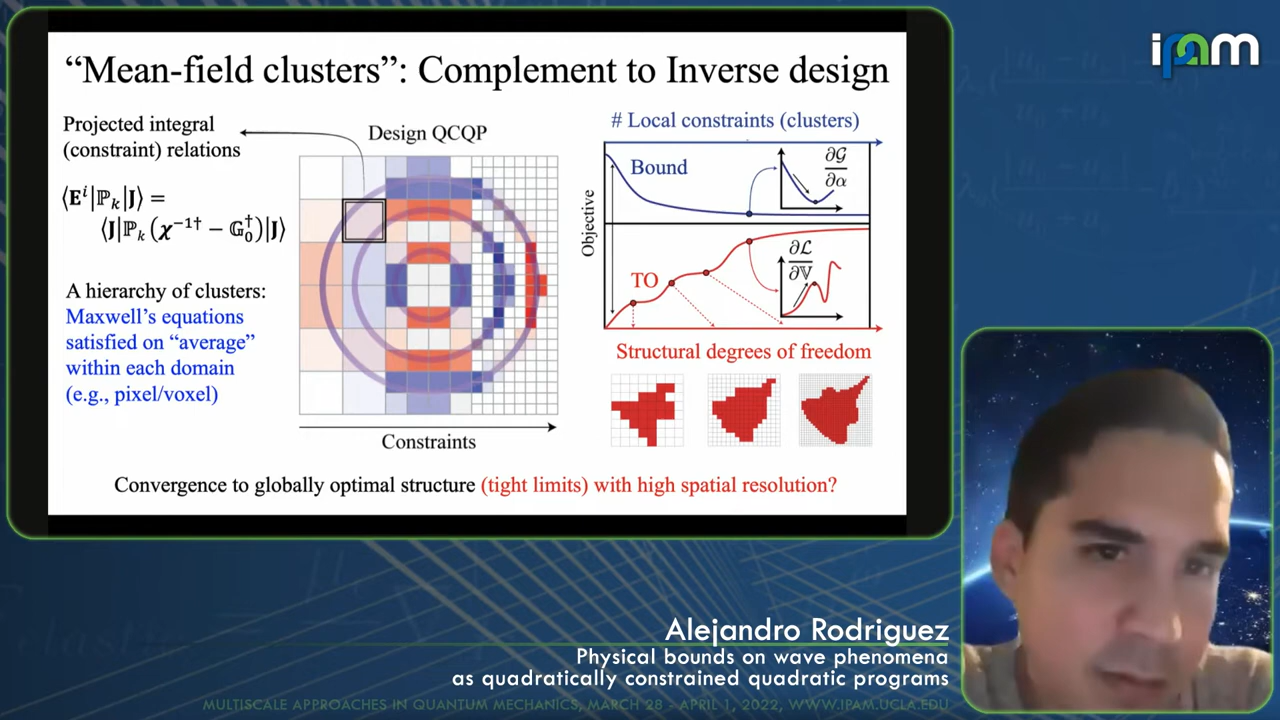 ipam
“Mean-field clusters”: Complement to Inverse design
Projected integral
(constraint) relations
⟨Eⁱ|ℙₖ|J⟩ =
⟨J|ℙₖ(χ⁻¹† − 𝔾₀†)|J⟩
A hierarchy of clusters:
Maxwell’s equations
satisfied on “average”
within each domain
(e.g., pixel/voxel)
Design QCQP
Constraints
# Local constraints (clusters)
Objective
Bound
∂𝒢
∂α
TO
∂ℒ
∂𝕍
Structural degrees of freedom
Convergence to globally optimal structure (tight limits) with high spatial resolution?
Alejandro Rodriguez
Physical bounds on wave phenomena
as quadratically constrained quadratic programs
MULTISCALE APPROACHES IN QUANTUM MECHANICS, MARCH 28 - APRIL 1, 2022, WWW.IPAM.UCLA.EDU